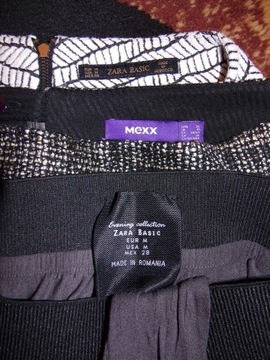 ZARA BASIC
MEXX
Evening collection
ZARA BASIC
EUR M
USA M
MEX 28
MADE IN ROMANIA